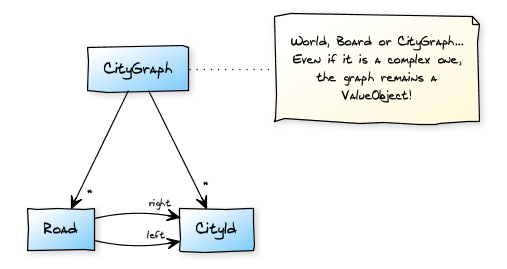 World, Board or CityGraph...
Even if it is a complex one,
the graph remains a
ValueObject!
CityGraph
*
*
right
left
Road
CityId